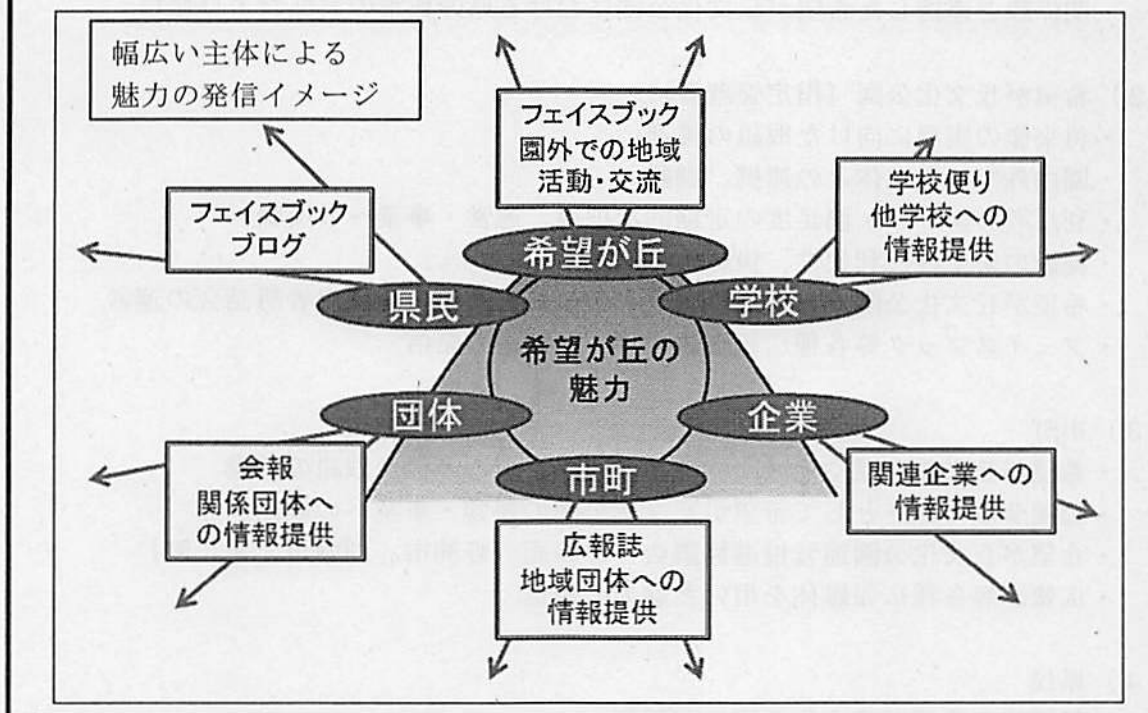 幅広い主体による
魅力の発信イメージ
フェイスブック
園外での地域
活動・交流
学校便り
他学校への
情報提供
フェイスブック
ブログ
希望が丘
県民
学校
希望が丘の
魅力
団体
企業
市町
会報
関係団体へ
の情報提供
関連企業への
情報提供
広報誌
地域団体への
情報提供